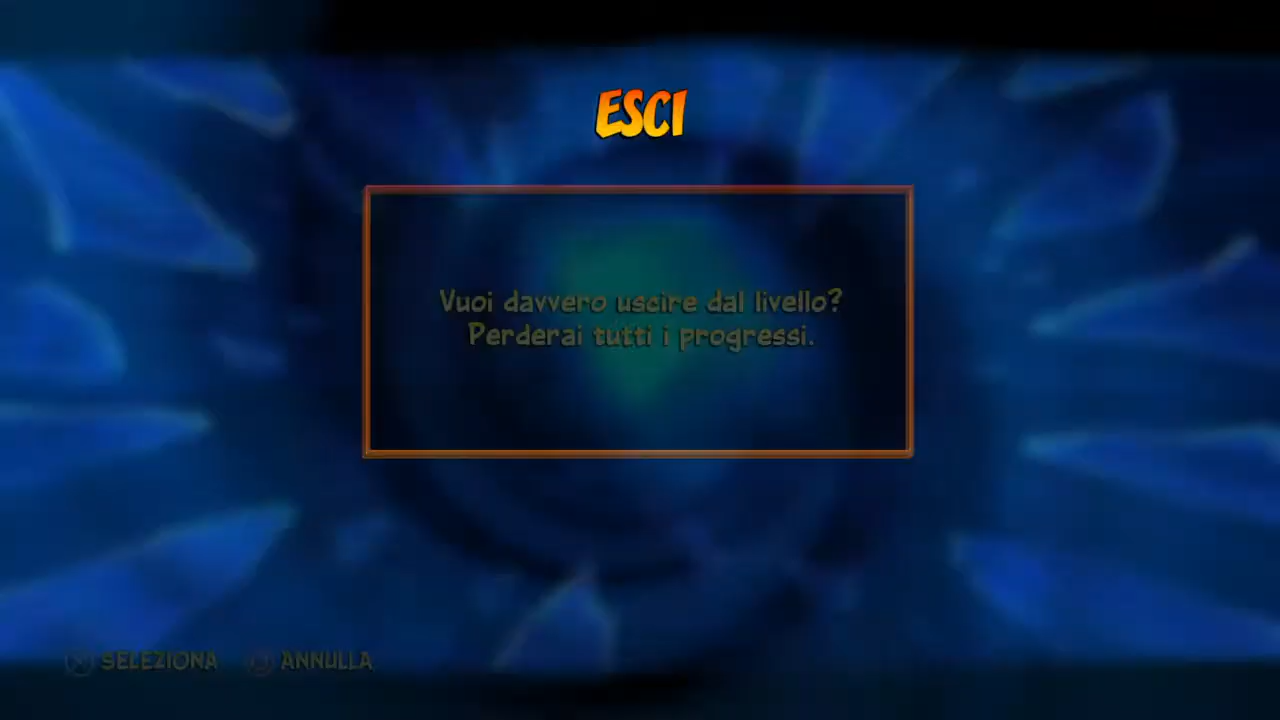 ESCI
Vuoi davvero uscire dal livello?
Perderai tutti i progressi.
SELEZIONA ANNULLA